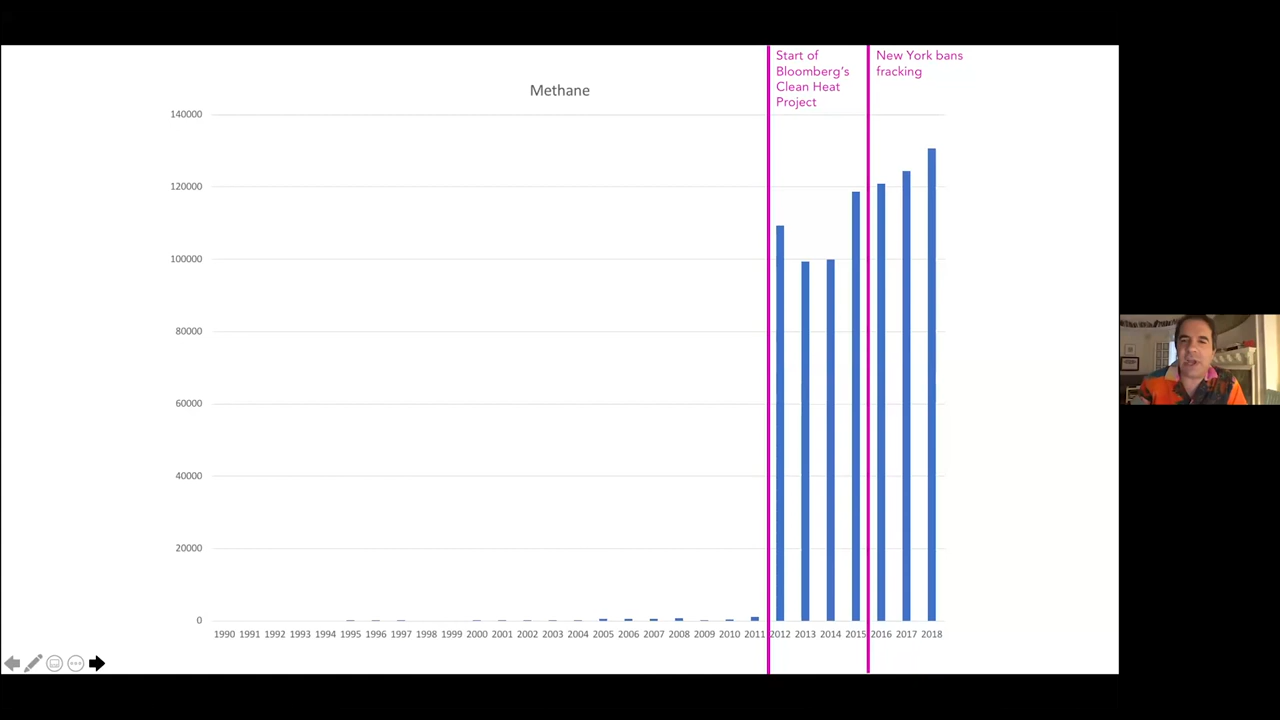 Start of
Bloomberg's
Clean Heat
Project
New York bans
fracking
Methane
140000
120000
100000
80000
60000
40000
20000
0
1990 1991 1992 1993 1994 1995 1996 1997 1998 1999 2000 2001 2002 2003 2004 2005 2006 2007 2008 2009 2010 2011 2012 2013 2014 2015 2016 2017 2018